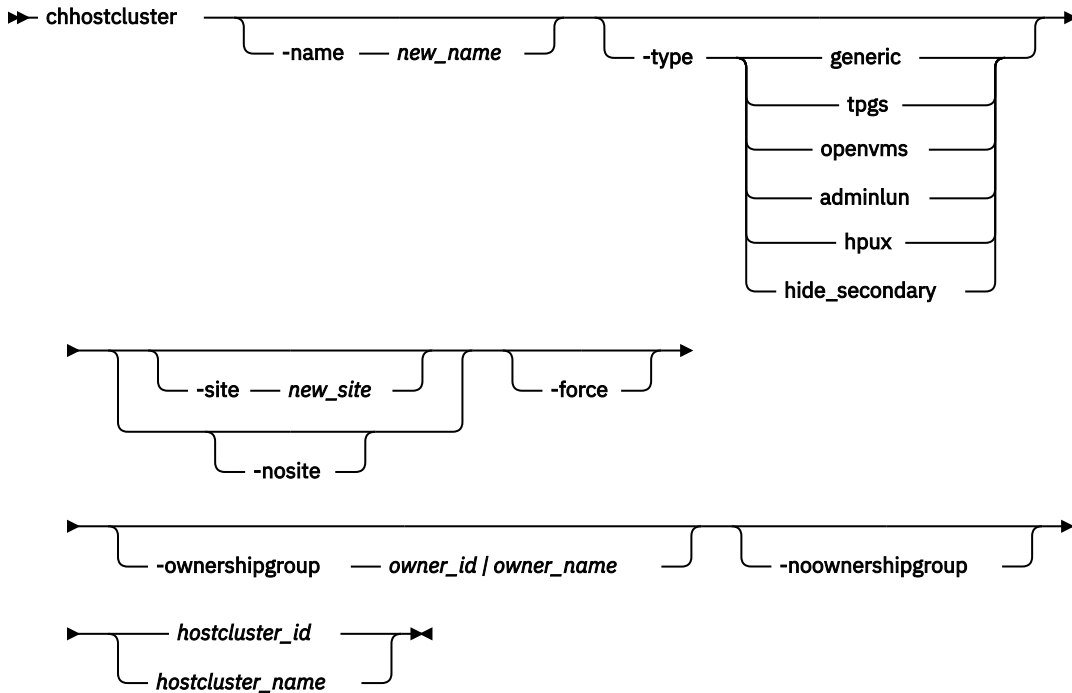 chhostcluster
-name new_name
-type generic
tpgs
openvms
adminlun
hpux
hide_secondary
-site new_site
-force
-nosite
-ownershipgroup owner_id | owner_name
-noownershipgroup
hostcluster_id
hostcluster_name